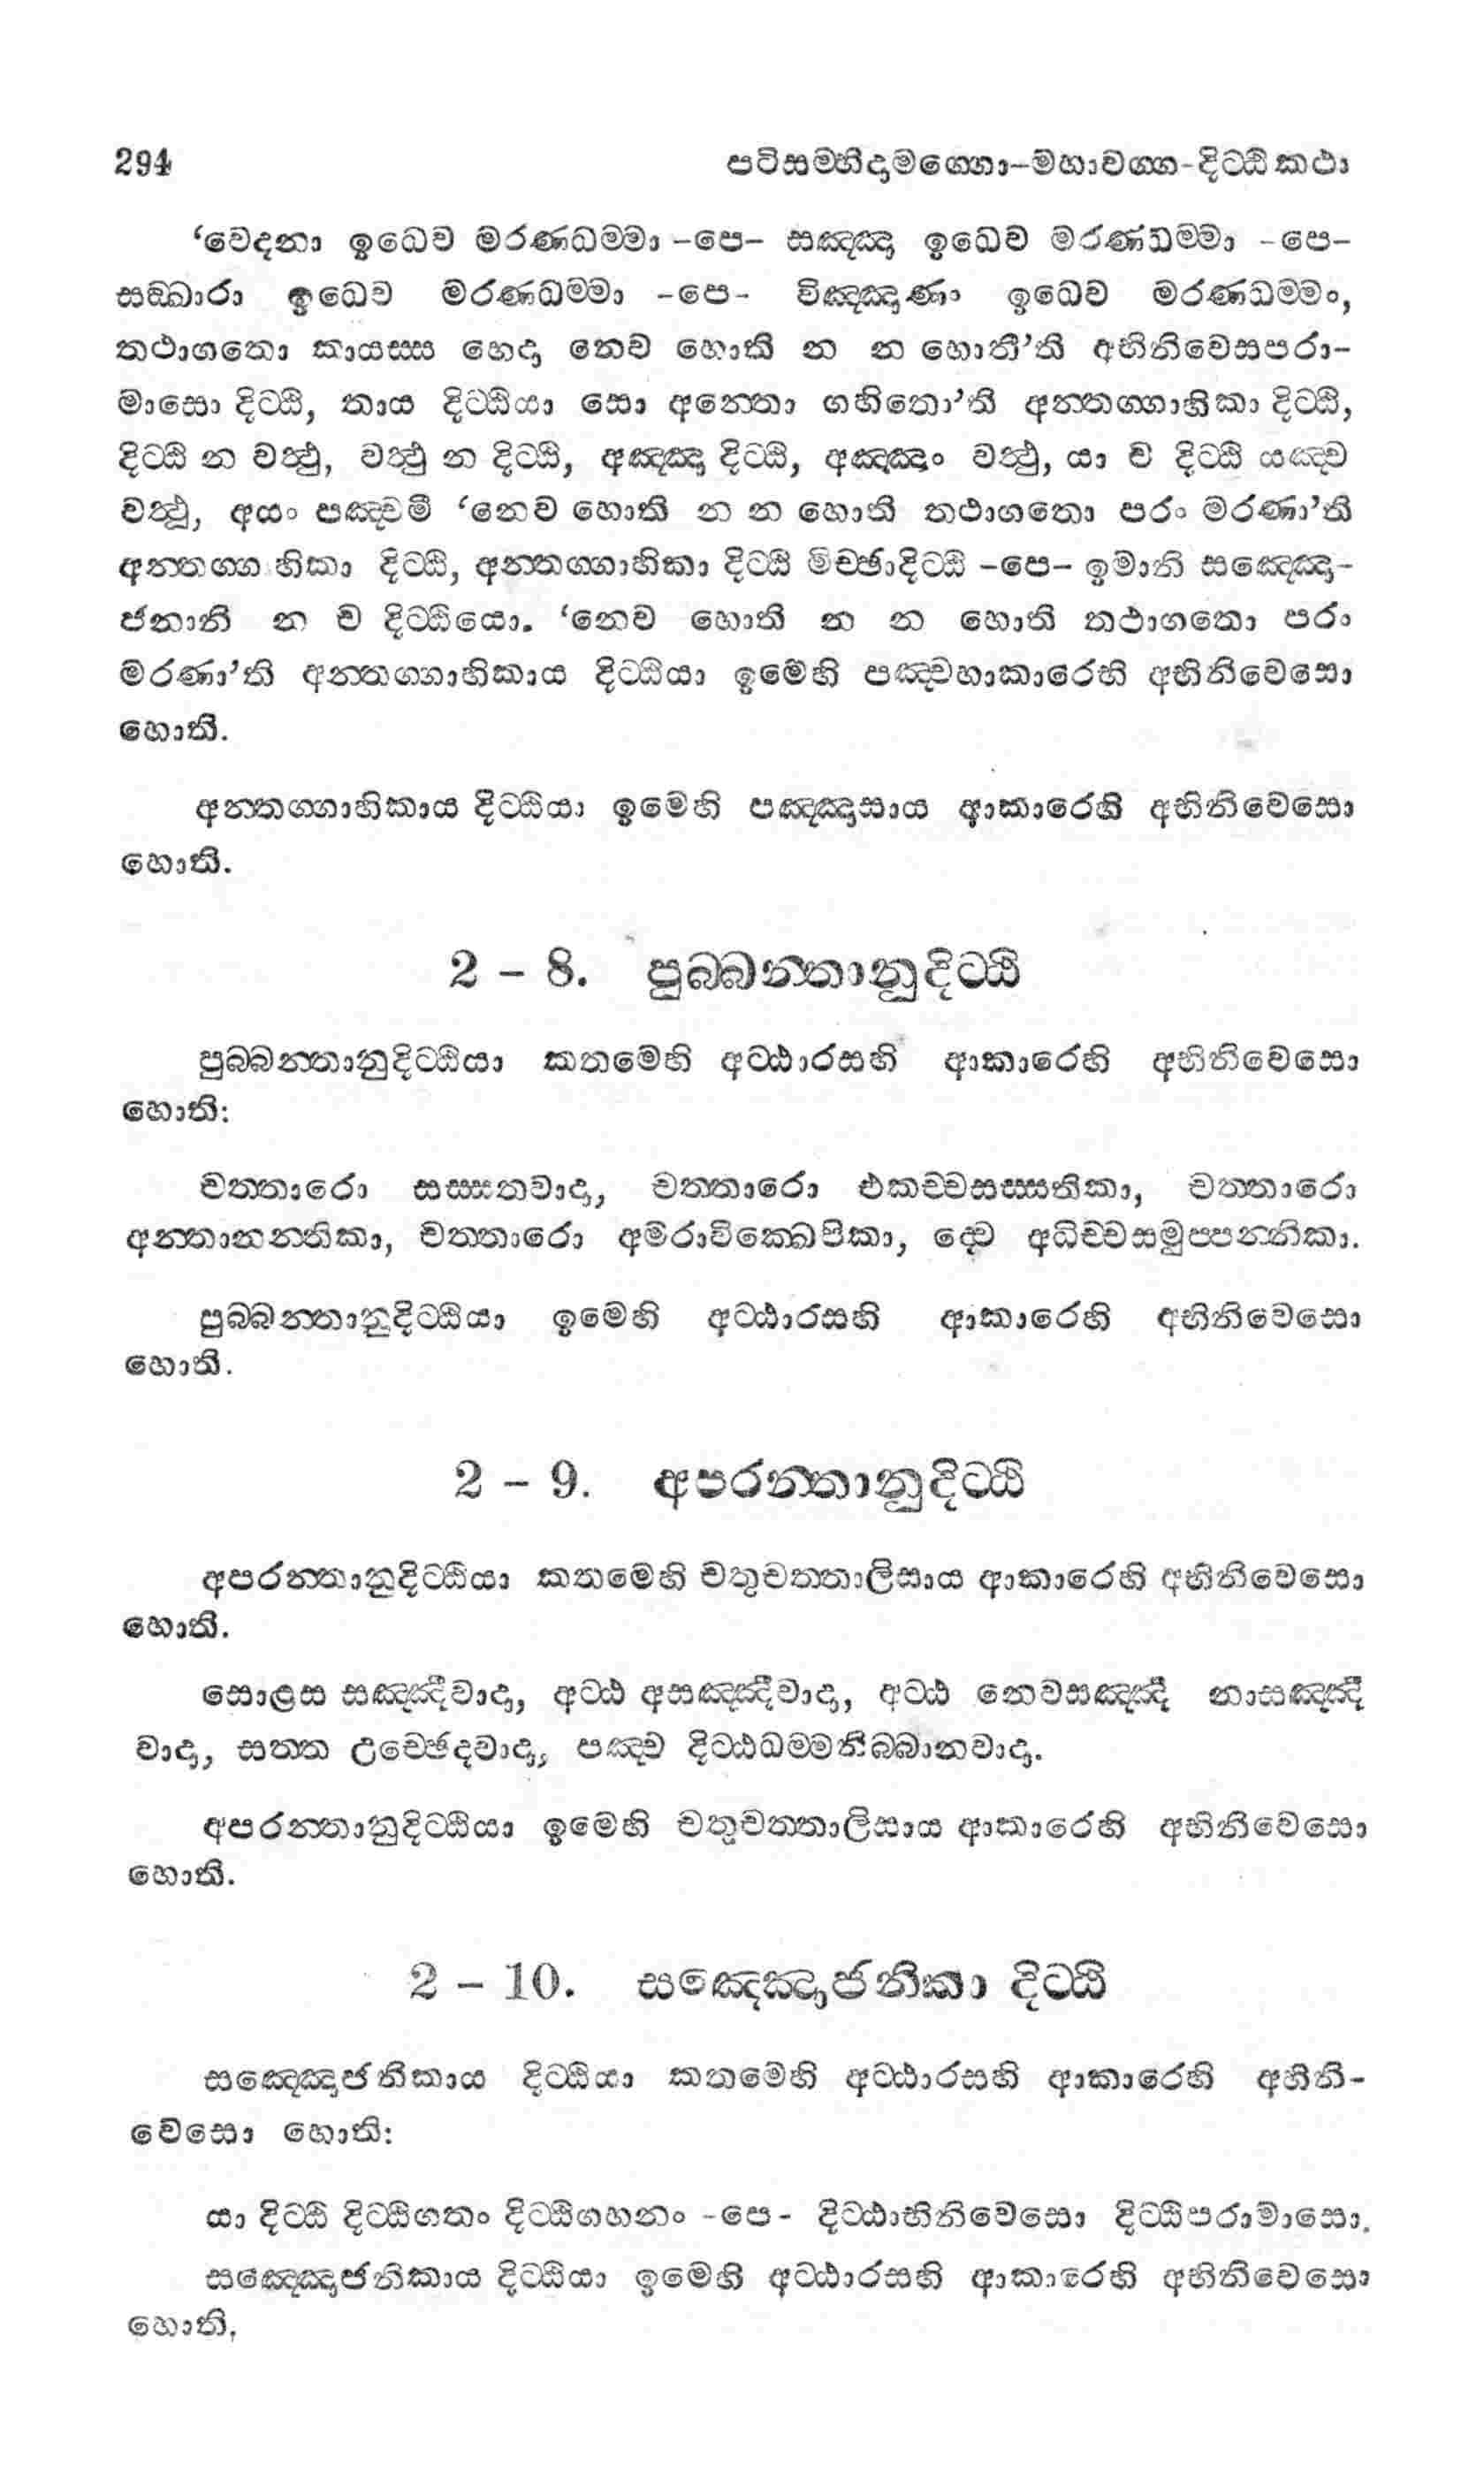 294 පටිසම්භිදාමග්ගො–මහාවග්ග-දිට්ඨිකථා
‘වෙදනා ඉධෙව මරණධම්මා -පෙ- සඤ්ඤා ඉධෙව මරණධම්මා -පෙ-
සඞ්ඛාරා ඉධෙව මරණධම්මා -පෙ- විඤ්ඤාණං ඉධෙව මරණධම්මං,
තථාගතො කායස්ස භෙදා නෙව හොති න න හොතී’ති අභිනිවෙසපරා-
මාසො දිට්ඨි, තාය දිට්ඨියා සො අන්තො ගහිතො’ති අන්තග්ගාහිකා දිට්ඨි,
දිට්ඨි න වත්ථු, වත්ථු න දිට්ඨි, අඤ්ඤා දිට්ඨි, අඤ්ඤං වත්ථු, යා ච දිට්ඨි යඤ්ච
වත්ථු, අයං පඤ්චමී ‘නෙව හොති න න හොති තථාගතො පරං මරණා’ති
අන්තග්ගාහිකා දිට්ඨි, අන්තග්ගාහිකා දිට්ඨි මිච්ඡාදිට්ඨි -පෙ- ඉමානි සඤ්ඤො-
ජනානි න ච දිට්ඨියො. ‘නෙව හොති න න හොති තථාගතො පරං
මරණා’ති අන්තග්ගාහිකාය දිට්ඨියා ඉමෙහි පඤ්චහාකාරෙහි අභිනිවෙසො
හොති.
අන්තග්ගාහිකාය දිට්ඨියා ඉමෙහි පඤ්ඤාසාය ආකාරෙහි අභිනිවෙසො
හොති.
2 – 8. පුබ්බන්තානුදිට්ඨි
පුබ්බන්තානුදිට්ඨියා කතමෙහි අට්ඨාරසහි ආකාරෙහි අභිනිවෙසො
හොති:
චත්තාරො සස්සතවාදා, චත්තාරො එකච්චසස්සතිකා, චත්තාරො
අන්තානන්තිකා, චත්තාරො අමරාවික්ඛෙපිකා, ද්වෙ අධිච්චසමුප්පන්නිකා.
පුබ්බන්තානුදිට්ඨියා ඉමෙහි අට්ඨාරසහි ආකාරෙහි අභිනිවෙසො
හොති.
2 – 9. අපරන්තානුදිට්ඨි
අපරන්තානුදිට්ඨියා කතමෙහි චතුචත්තාලිසාය ආකාරෙහි අභිනිවෙසො
හොති.
සොළස සඤ්ඤීවාදා, අට්ඨ අසඤ්ඤීවාදා, අට්ඨ නෙවසඤ්ඤී නාසඤ්ඤී
වාදා, සත්ත උච්ඡෙදවාදා, පඤ්ච දිට්ඨධම්මනිබ්බානවාදා.
අපරන්තානුදිට්ඨියා ඉමෙහි චතුචත්තාලිසාය ආකාරෙහි අභිනිවෙසො
හොති.
2 – 10. සඤ්ඤොජනිකා දිට්ඨි
සඤ්ඤොජනිකාය දිට්ඨියා කතමෙහි අට්ඨාරසහි ආකාරෙහි අභිනි-
වෙසො හොති:
යා දිට්ඨි දිට්ඨිගතං දිට්ඨිගහනං -පෙ- දිට්ඨාභිනිවෙසො දිට්ඨිපරාමාසො.
සඤ්ඤොජනිකාය දිට්ඨියා ඉමෙහි අට්ඨාරසහි ආකාරෙහි අභිනිවෙසො
හොති.